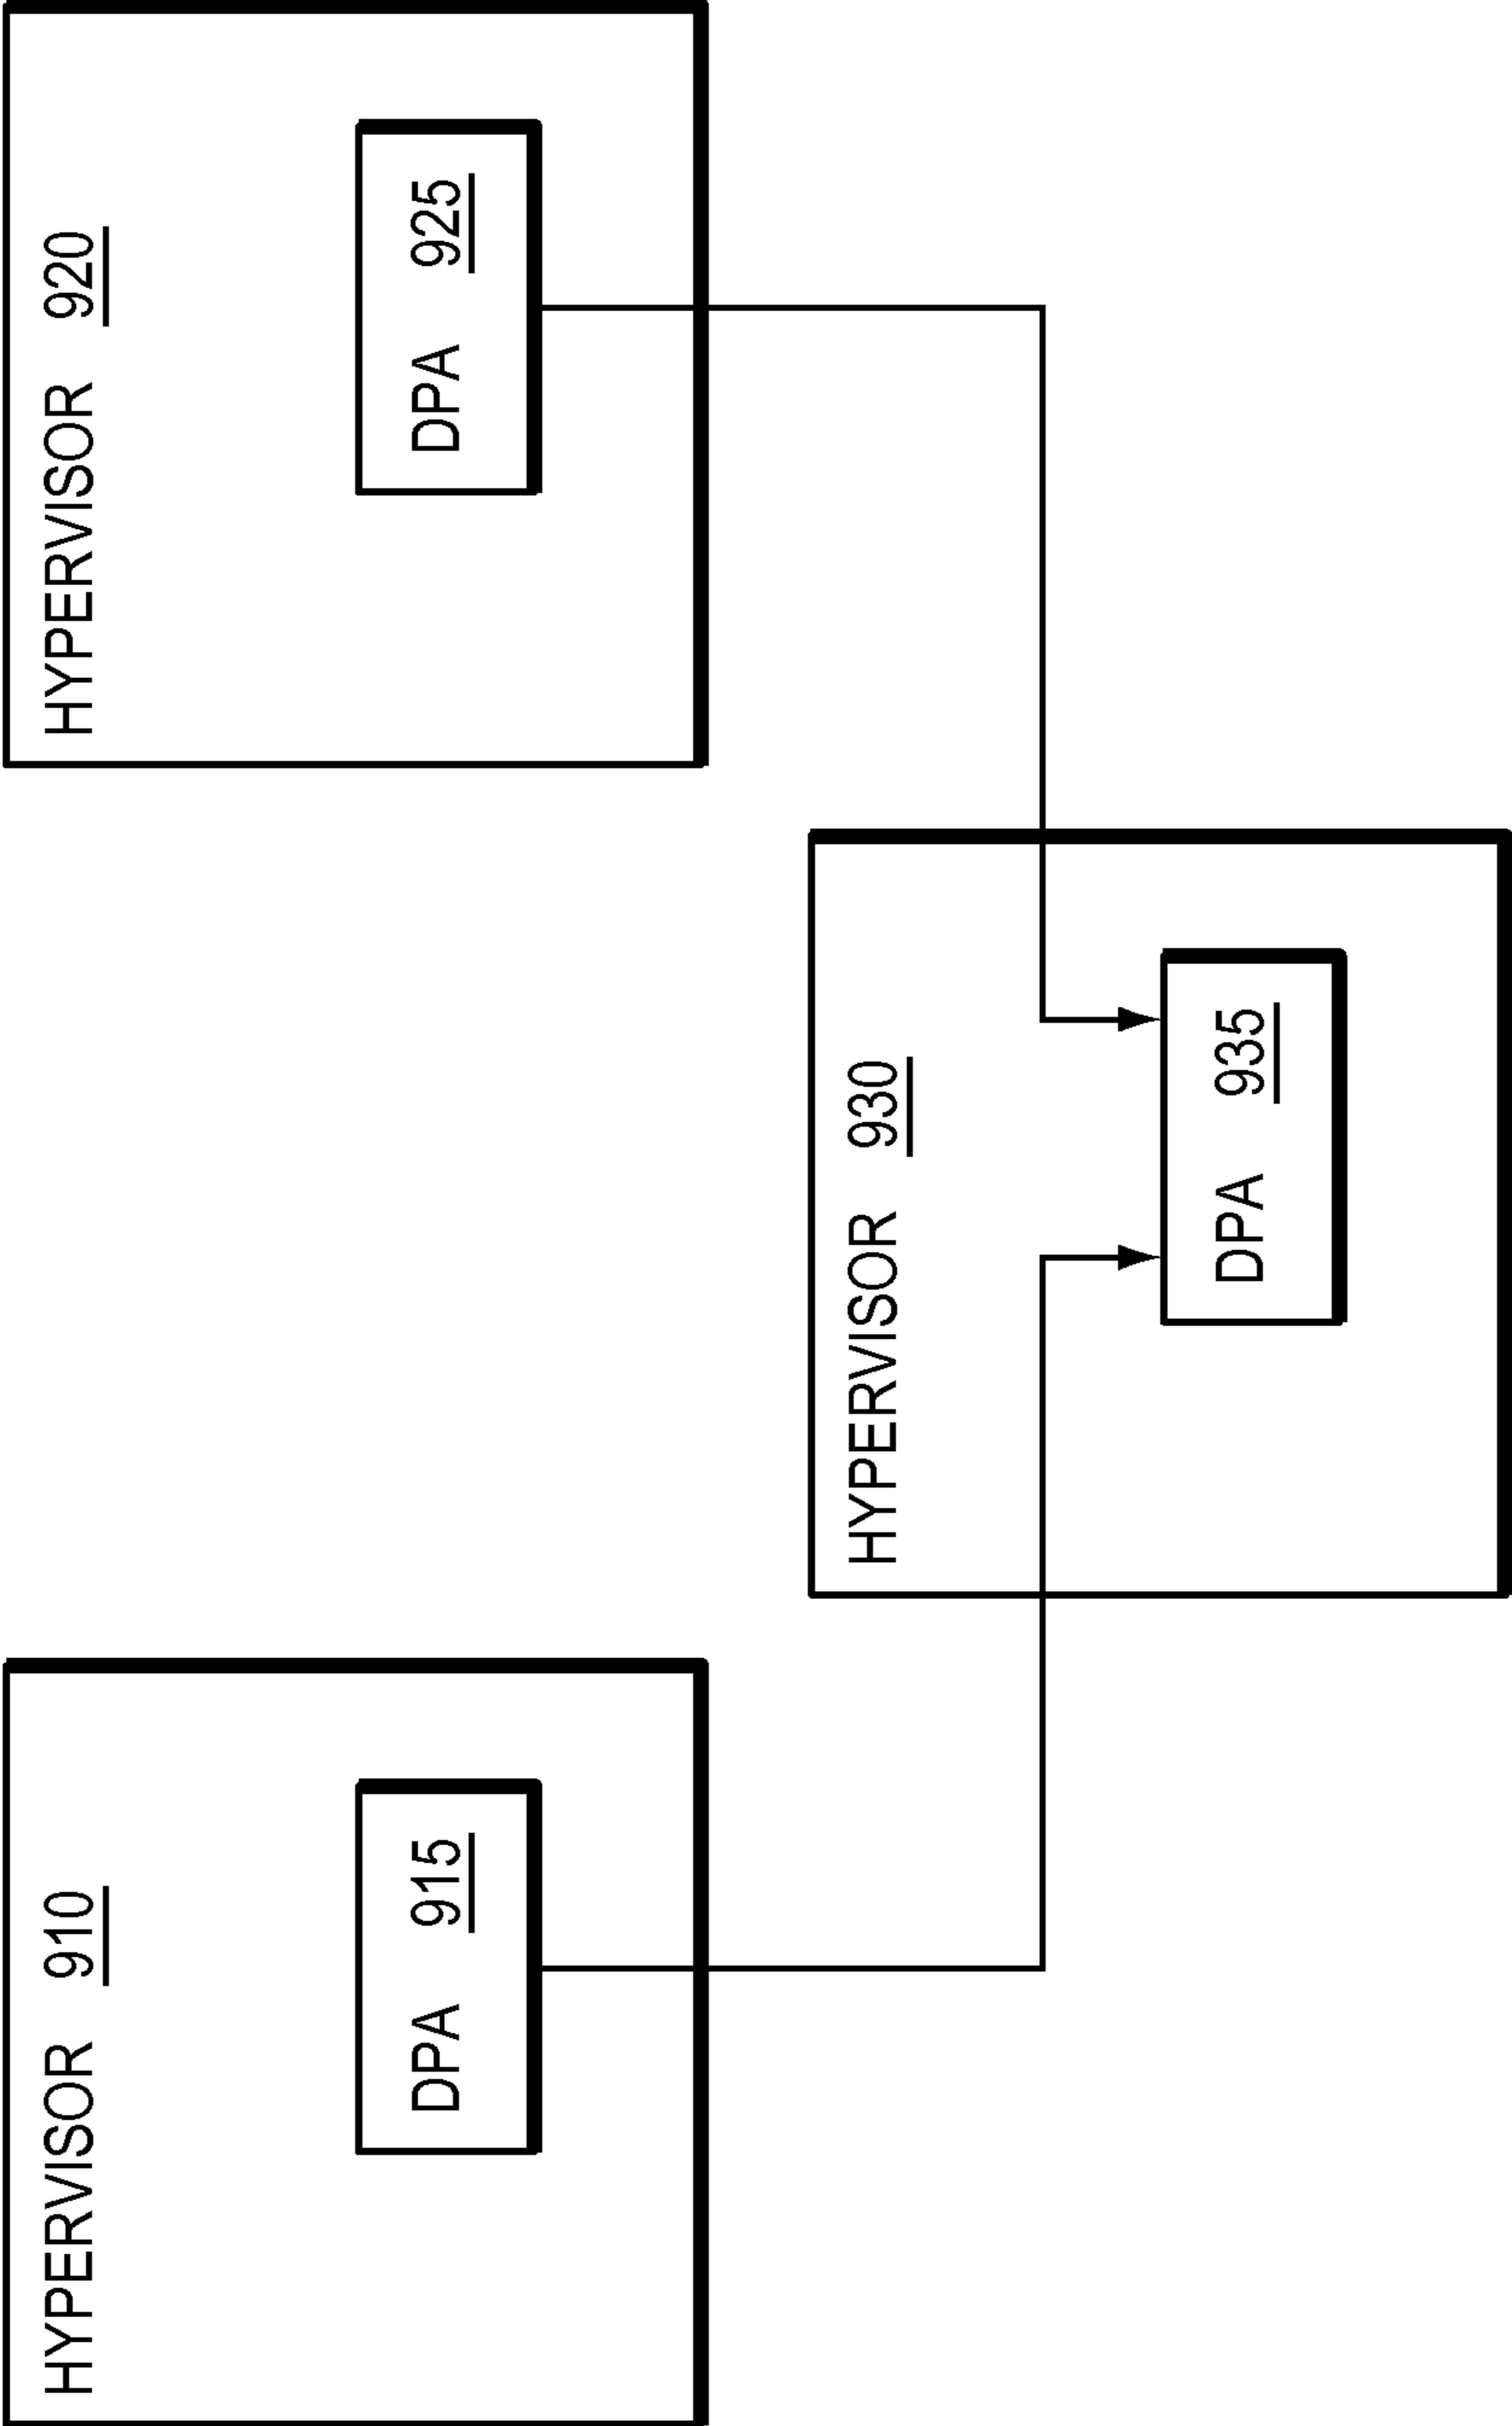 HYPERVISOR 910
DPA 915
HYPERVISOR 920
DPA 925
HYPERVISOR 930
DPA 935